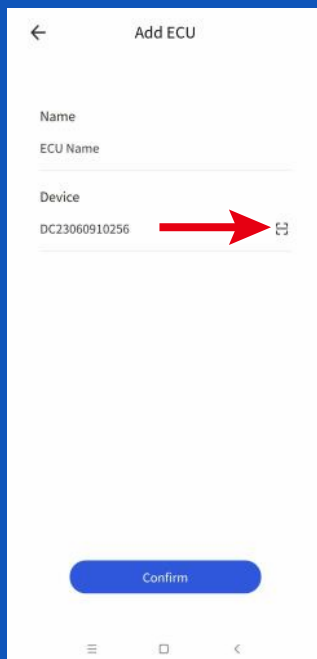 Add ECU
Name
ECU Name
Device
DC23060910256
Confirm